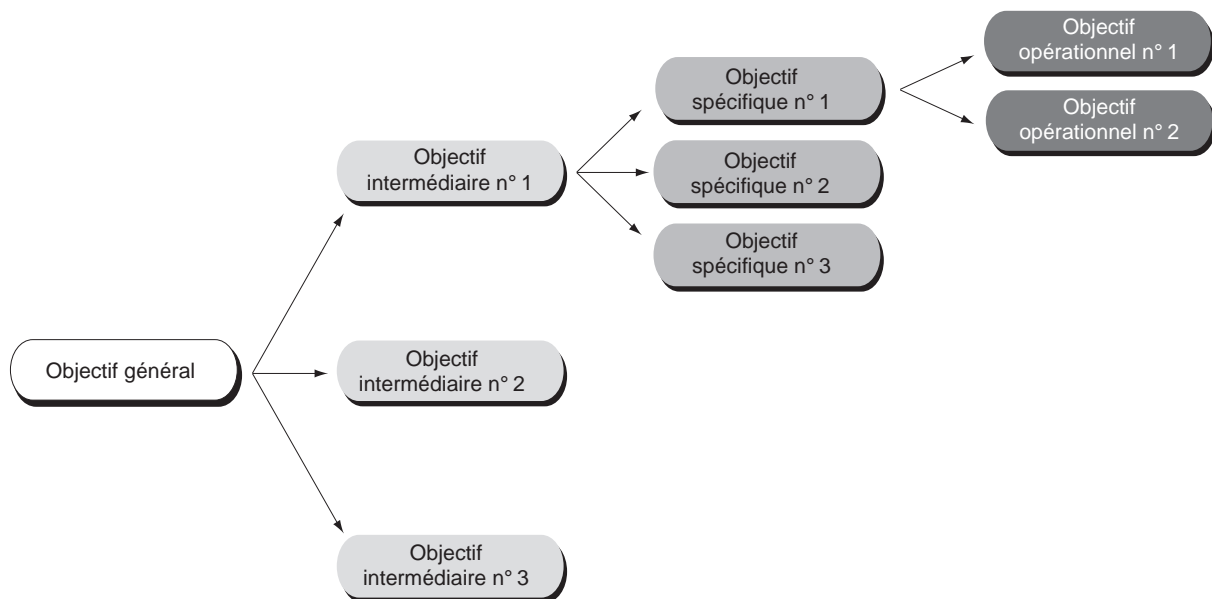 Objectif général
Objectif
intermédiaire n° 1
Objectif
intermédiaire n° 2
Objectif
intermédiaire n° 3
Objectif
spécifique n° 1
Objectif
spécifique n° 2
Objectif
spécifique n° 3
Objectif
opérationnel n° 1
Objectif
opérationnel n° 2